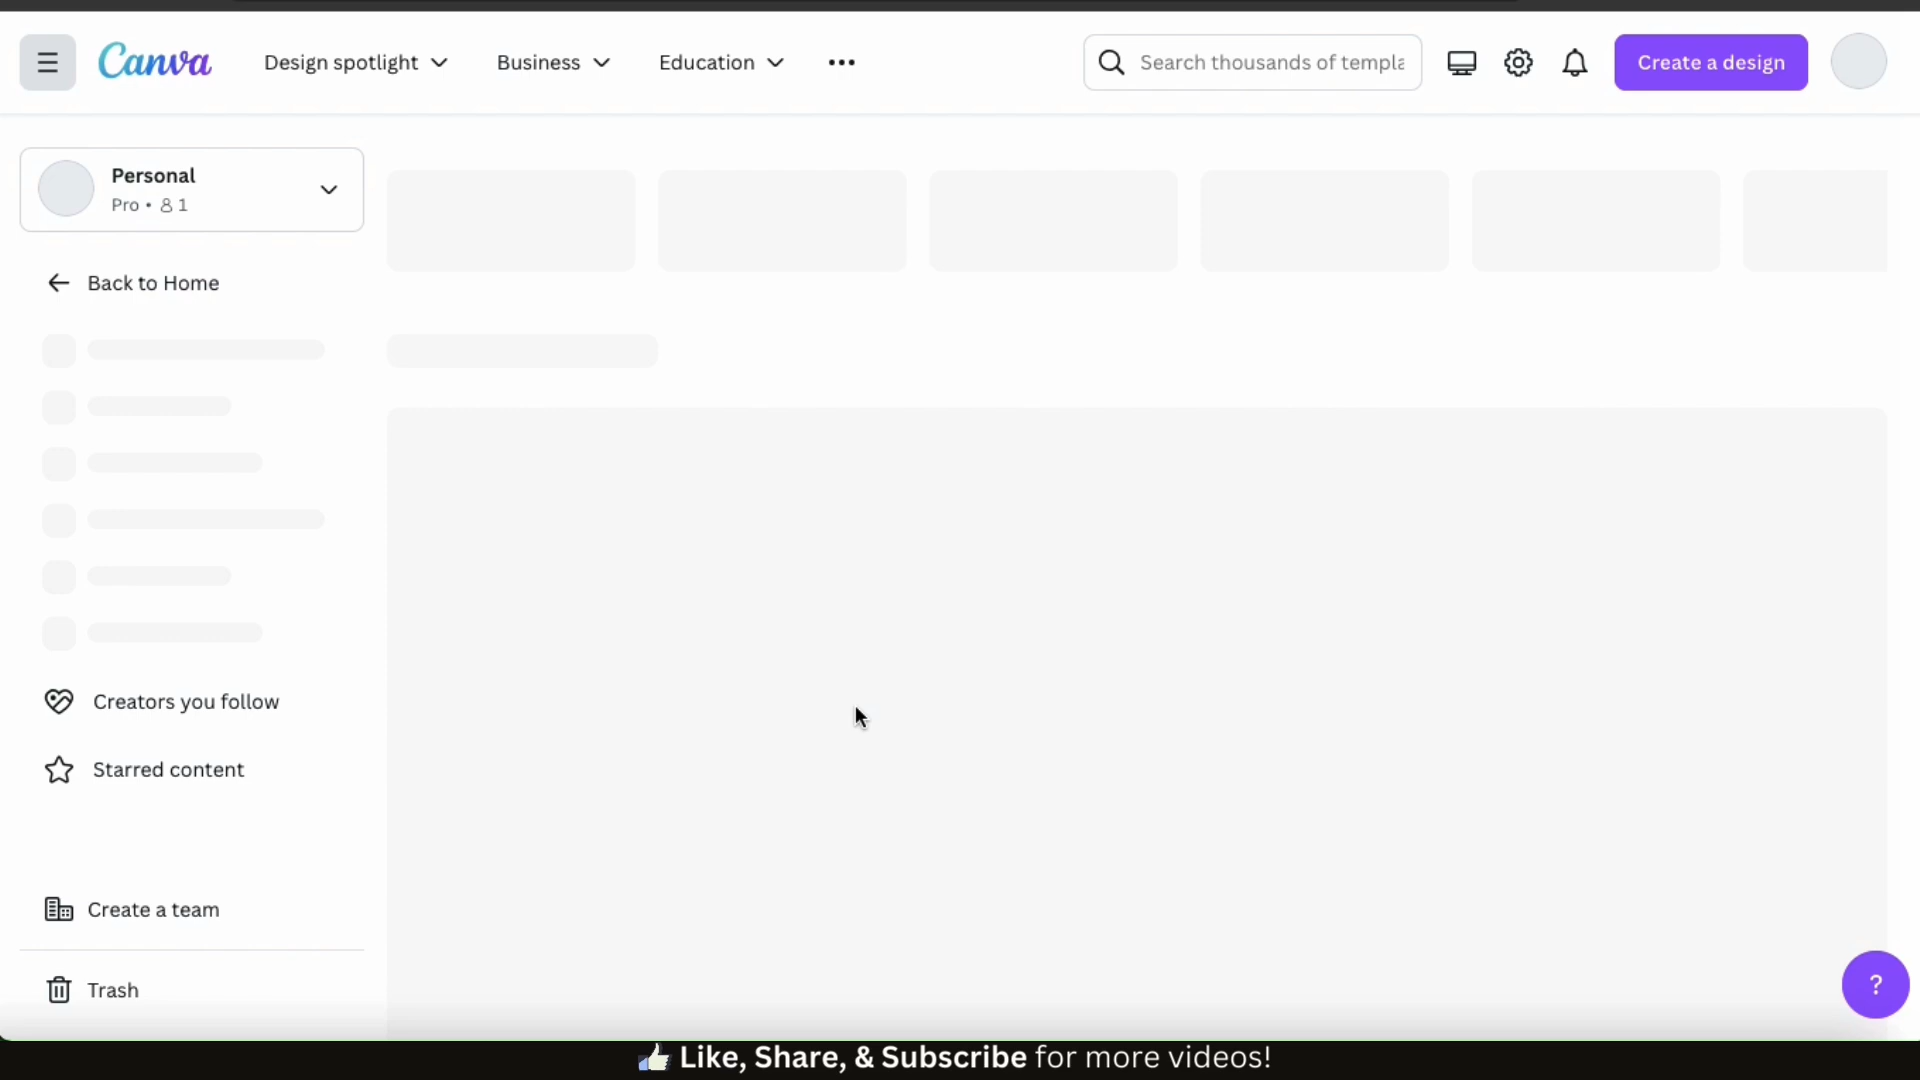 Canva
Design spotlight
Business
Education
Search thousands of templa
Create a design
Personal
Pro • 1
Back to Home
Creators you follow
Starred content
Create a team
Trash
?
👍 Like, Share, & Subscribe for more videos!